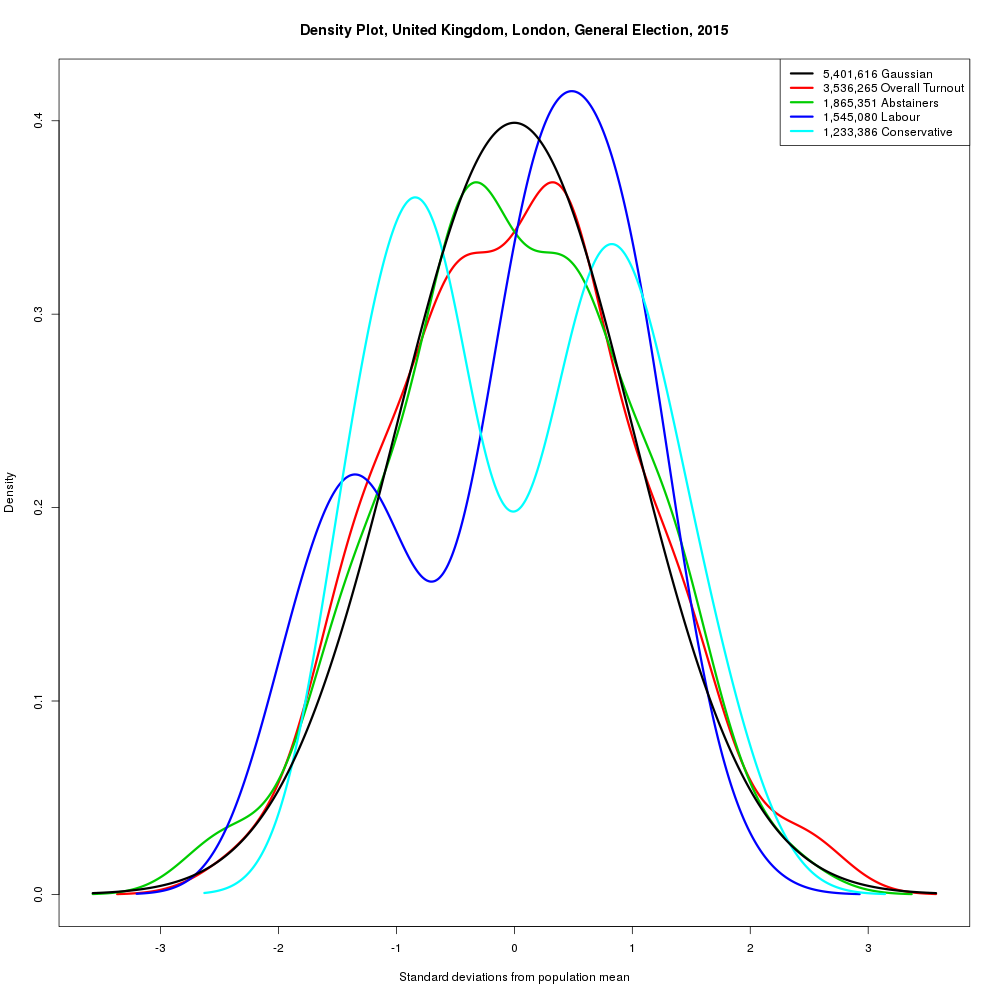 Density Plot, United Kingdom, London, General Election, 2015
5,401,616 Gaussian
3,536,265 Overall Turnout
1,865,351 Abstainers
1,545,080 Labour
1,233,386 Conservative
Density
0.4
0.3
0.2
0.1
0.0
-3 -2 -1 0 1 2 3
Standard deviations from population mean